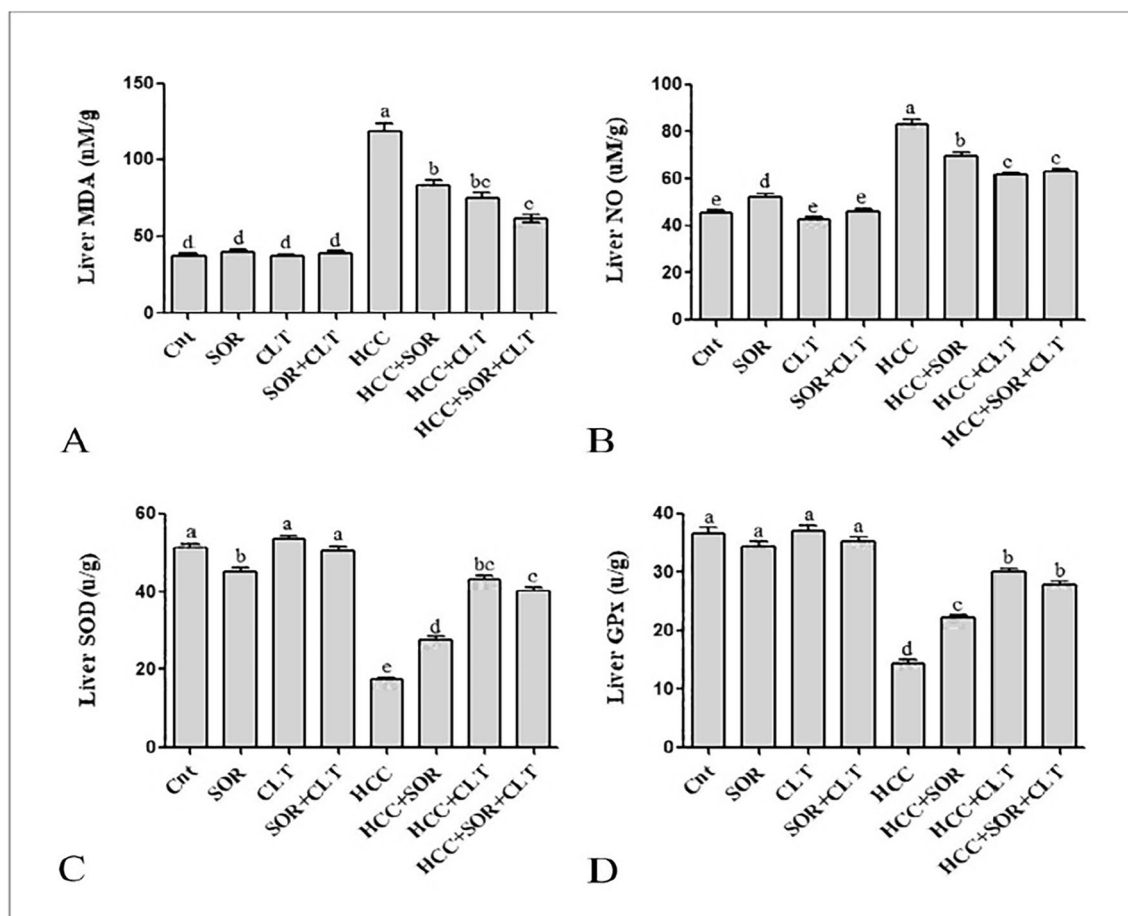 Liver MDA (nM/g)
150
100
50
0
d
d
d
d
a
b
bc
c
Cnt
SOR
CLT
SOR+CLT
HCC
HCC+SOR
HCC+CLT
HCC+SOR+CLT
A
Liver NO (uM/g)
100
80
60
40
20
0
e
d
e
e
a
b
c
c
Cnt
SOR
CLT
SOR+CLT
HCC
HCC+SOR
HCC+CLT
HCC+SOR+CLT
B
Liver SOD (u/g)
60
40
20
0
a
b
a
a
e
d
bc
c
Cnt
SOR
CLT
SOR+CLT
HCC
HCC+SOR
HCC+CLT
HCC+SOR+CLT
C
Liver GPx (u/g)
40
30
20
10
0
a
a
a
a
d
c
b
b
Cnt
SOR
CLT
SOR+CLT
HCC
HCC+SOR
HCC+CLT
HCC+SOR+CLT
D